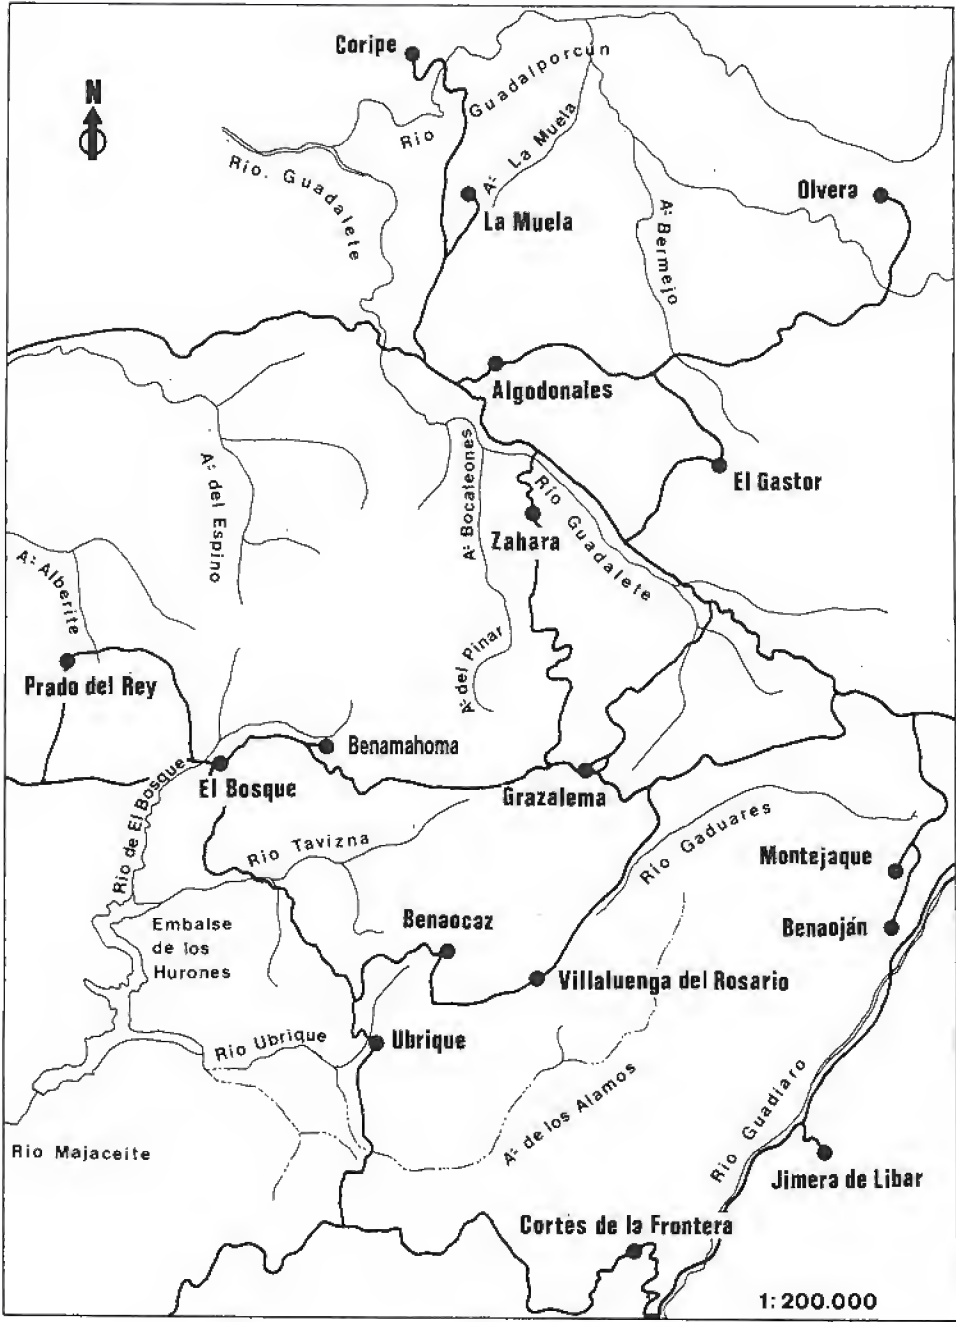 Coripe
N
Rio Guadalporcún
Rio. Guadalete
Aº La Muela
La Muela
Aº Bermejo
Olvera
Algodonales
El Gastor
Aº Bocateones
Aº del Espino
Rio Guadalete
Zahara
Aº Alberite
Aº del Pinar
Prado del Rey
Benamahoma
El Bosque
Grazalema
Rio de El Bosque
Rio Tavizna
Rio Gaduares
Montejaque
Benaocaz
Benaoján
Embalse
de los
Hurones
Villaluenga del Rosario
Rio Ubrique
Ubrique
Aº de los Alamos
Rio Guadiaro
Rio Majaceite
Jimera de Libar
Cortés de la Frontera
1: 200.000